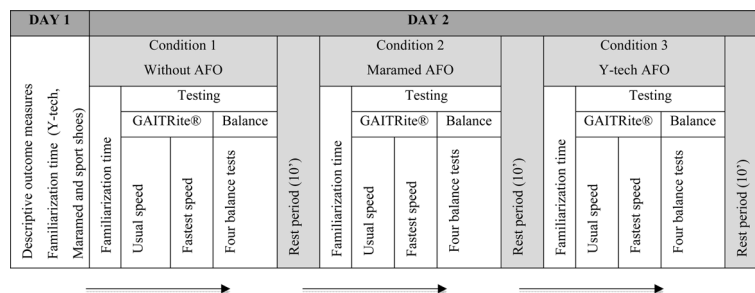 DAY 1
DAY 2
Descriptive outcome measures
Familiarization time (Y-tech,
Maramed and sport shoes)
Condition 1
Without AFO
Familiarization time
Testing
GAITRite®
Balance
Usual speed
Fastest speed
Four balance tests
Rest period (10’)
Condition 2
Maramed AFO
Familiarization time
Testing
GAITRite®
Balance
Usual speed
Fastest speed
Four balance tests
Rest period (10’)
Condition 3
Y-tech AFO
Familiarization time
Testing
GAITRite®
Balance
Usual speed
Fastest speed
Four balance tests
Rest period (10’)